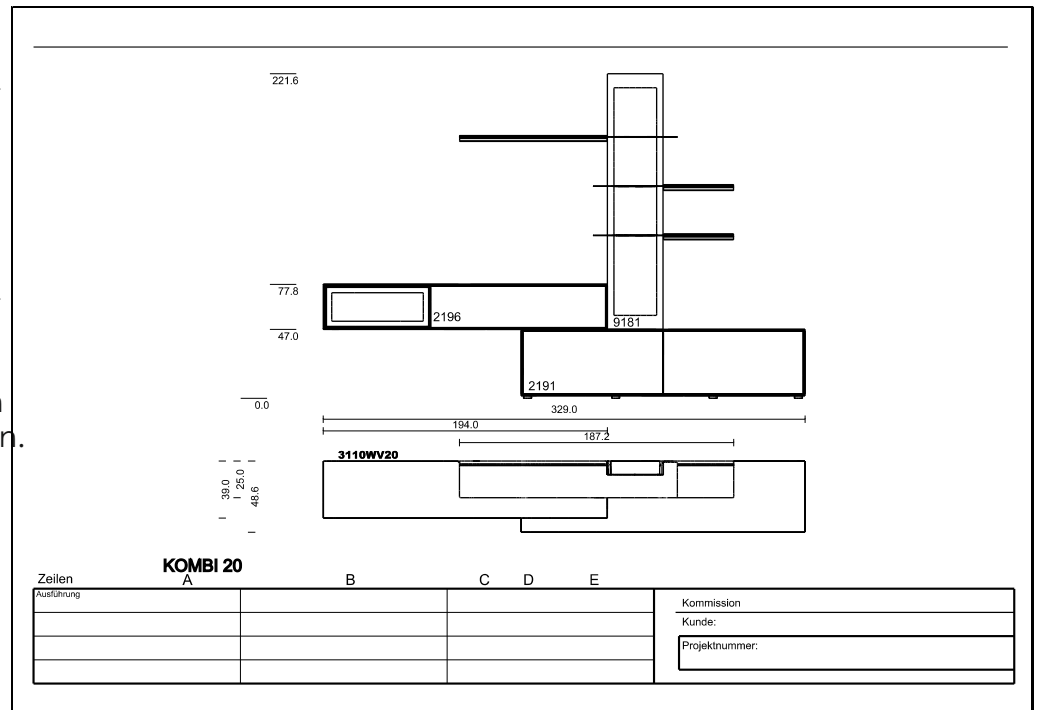 221.6
77.8
2196
9181
47.0
2191
0.0
n
n.
329.0
194.0
187.2
3110WV20
39.0
25.0
48.6
KOMBI 20
Zeilen A B C D E
Ausführung
Kommission
Kunde:
Projektnummer: